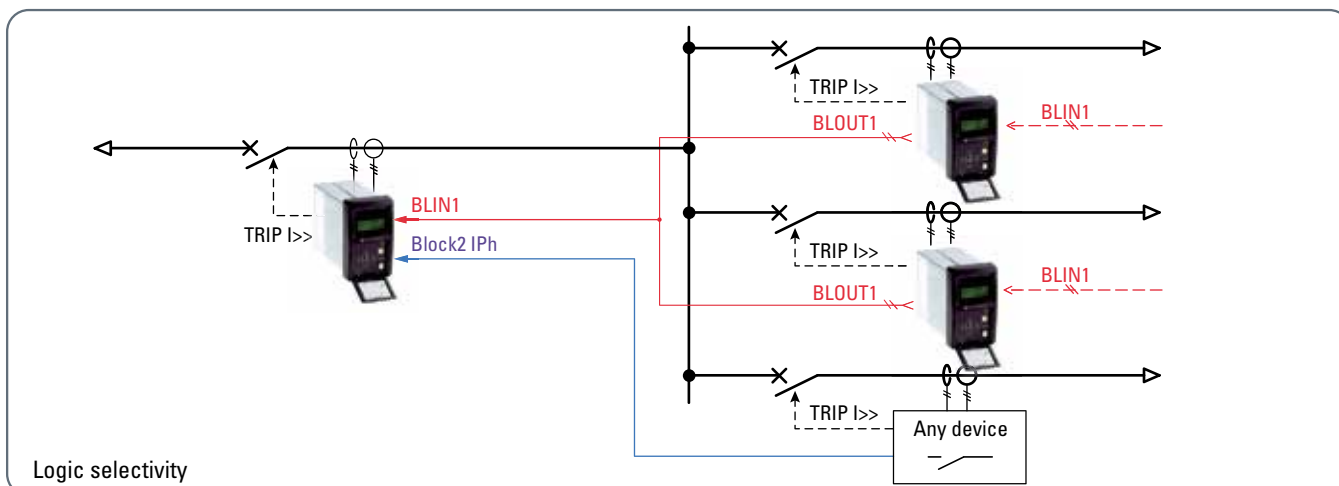 TRIP I>>
BLOUT1
BLIN1
BLIN1
TRIP I>>
Block2 IPh
TRIP I>>
BLOUT1
BLIN1
TRIP I>>
Any device
Logic selectivity